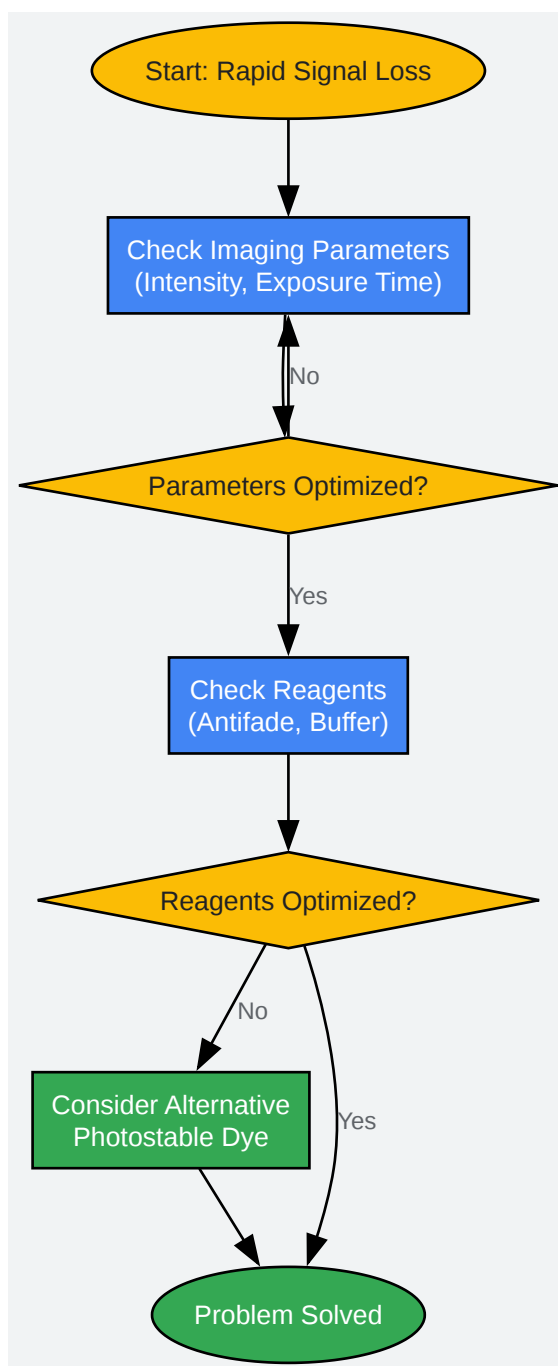 Start: Rapid Signal Loss
Check Imaging Parameters
(Intensity, Exposure Time)
No
Parameters Optimized?
Yes
Check Reagents
(Antifade, Buffer)
Reagents Optimized?
No
Consider Alternative
Photostable Dye
Yes
Problem Solved